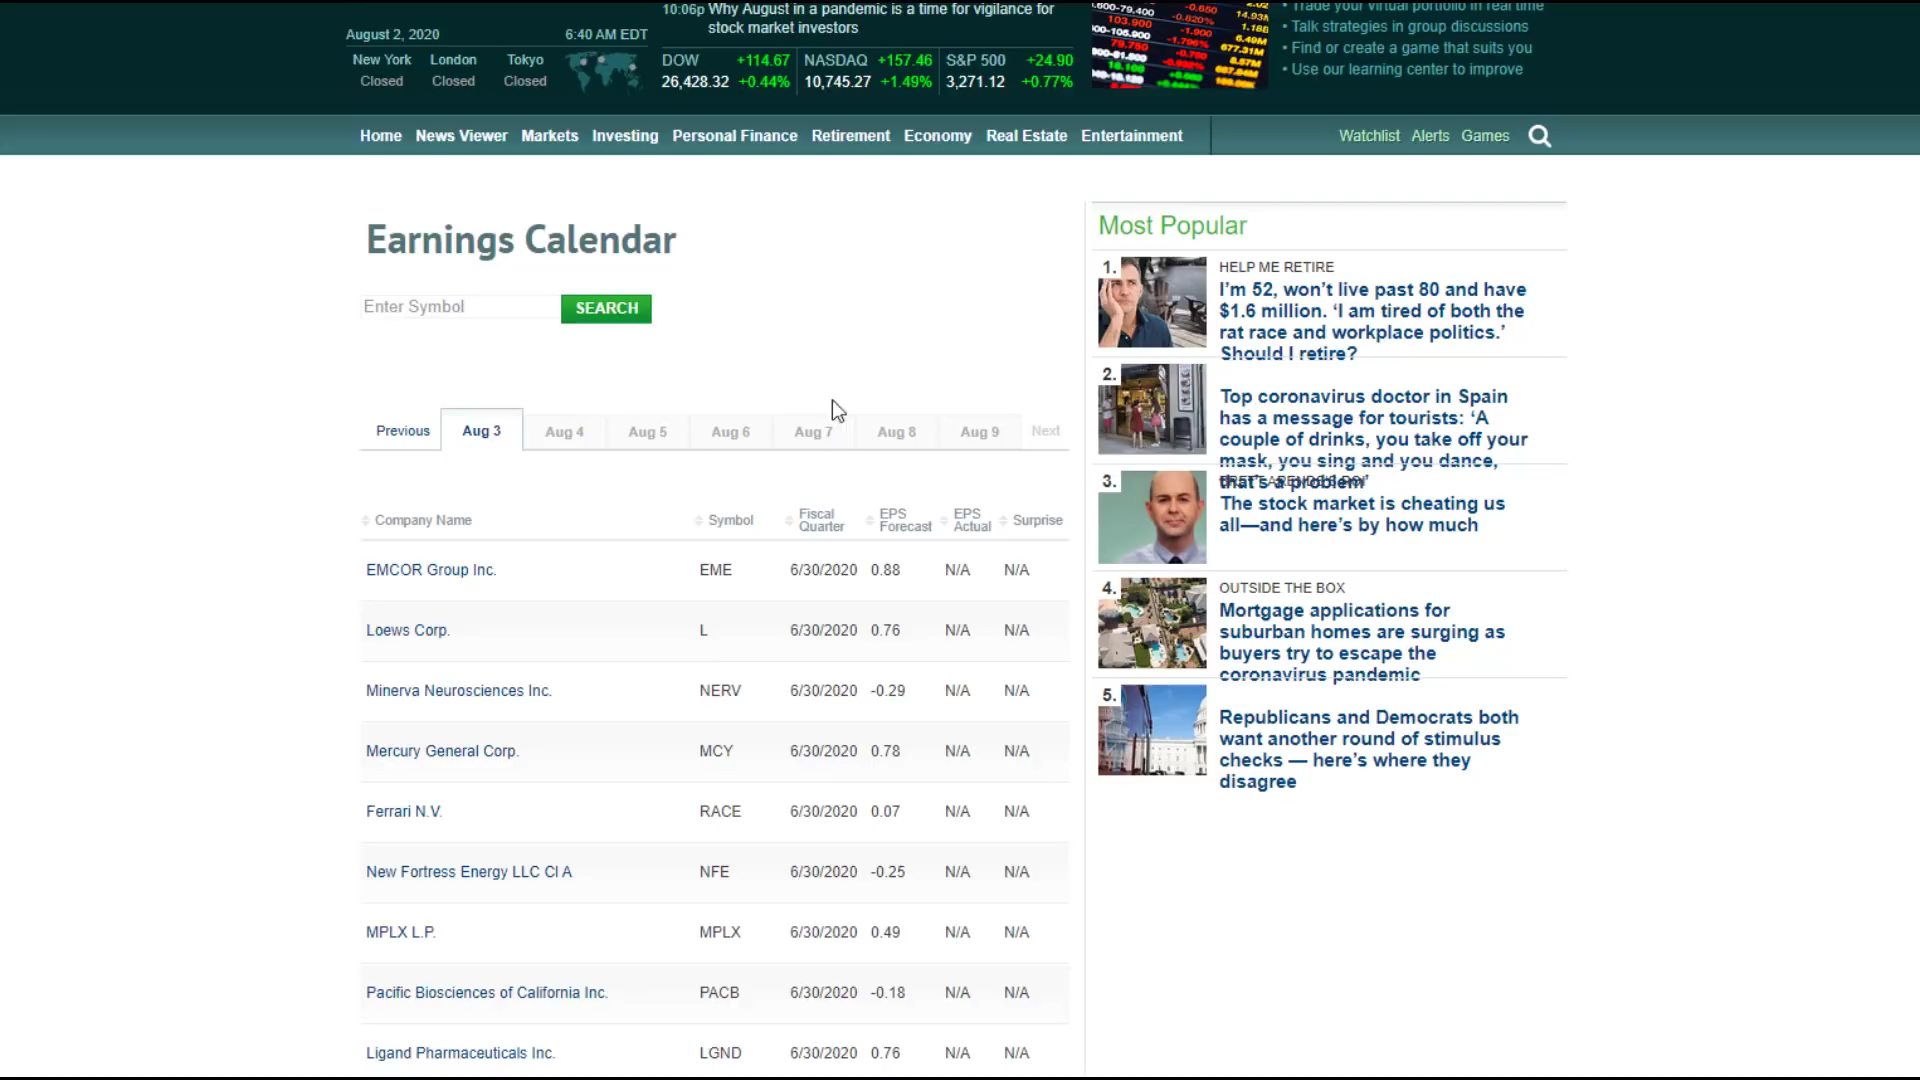 10:06p Why August in a pandemic is a time for vigilance for
stock market investors
August 2, 2020 6:40 AM EDT
New York London Tokyo
Closed Closed Closed
DOW +114.67 NASDAQ +157.46 S&P 500 +24.90
26,428.32 +0.44% 10,745.27 +1.49% 3,271.12 +0.77%
• Trade your virtual portfolio in real time
• Talk strategies in group discussions
• Find or create a game that suits you
• Use our learning center to improve
Home News Viewer Markets Investing Personal Finance Retirement Economy Real Estate Entertainment
Watchlist Alerts Games
Earnings Calendar
Enter Symbol SEARCH
Previous Aug 3 Aug 4 Aug 5 Aug 6 Aug 7 Aug 8 Aug 9 Next
Company Name Symbol Fiscal Quarter EPS Forecast EPS Actual Surprise
EMCOR Group Inc. EME 6/30/2020 0.88 N/A N/A
Loews Corp. L 6/30/2020 0.76 N/A N/A
Minerva Neurosciences Inc. NERV 6/30/2020 -0.29 N/A N/A
Mercury General Corp. MCY 6/30/2020 0.78 N/A N/A
Ferrari N.V. RACE 6/30/2020 0.07 N/A N/A
New Fortress Energy LLC Cl A NFE 6/30/2020 -0.25 N/A N/A
MPLX L.P. MPLX 6/30/2020 0.49 N/A N/A
Pacific Biosciences of California Inc. PACB 6/30/2020 -0.18 N/A N/A
Ligand Pharmaceuticals Inc. LGND 6/30/2020 0.76 N/A N/A
Most Popular
1. HELP ME RETIRE
I'm 52, won't live past 80 and have
$1.6 million. 'I am tired of both the
rat race and workplace politics.'
Should I retire?
2. Top coronavirus doctor in Spain
has a message for tourists: 'A
couple of drinks, you take off your
mask, you sing and you dance,
that's a problem'
3. The stock market is cheating us
all—and here's by how much
4. OUTSIDE THE BOX
Mortgage applications for
suburban homes are surging as
buyers try to escape the
coronavirus pandemic
5. Republicans and Democrats both
want another round of stimulus
checks — here's where they
disagree